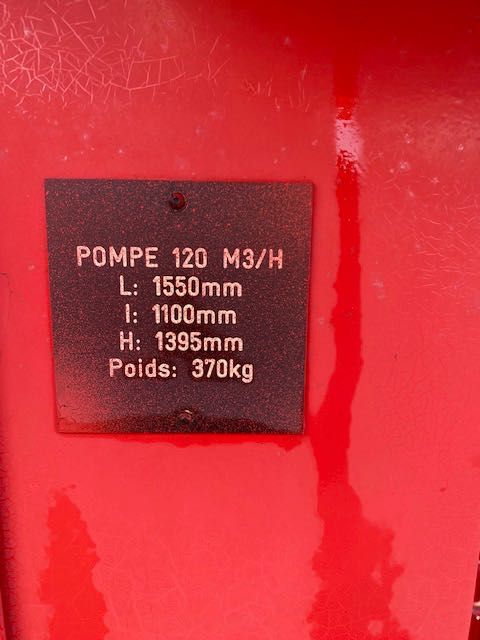 POMPE 120 M3/H
L: 1550mm
l: 1100mm
H: 1395mm
Poids: 370kg